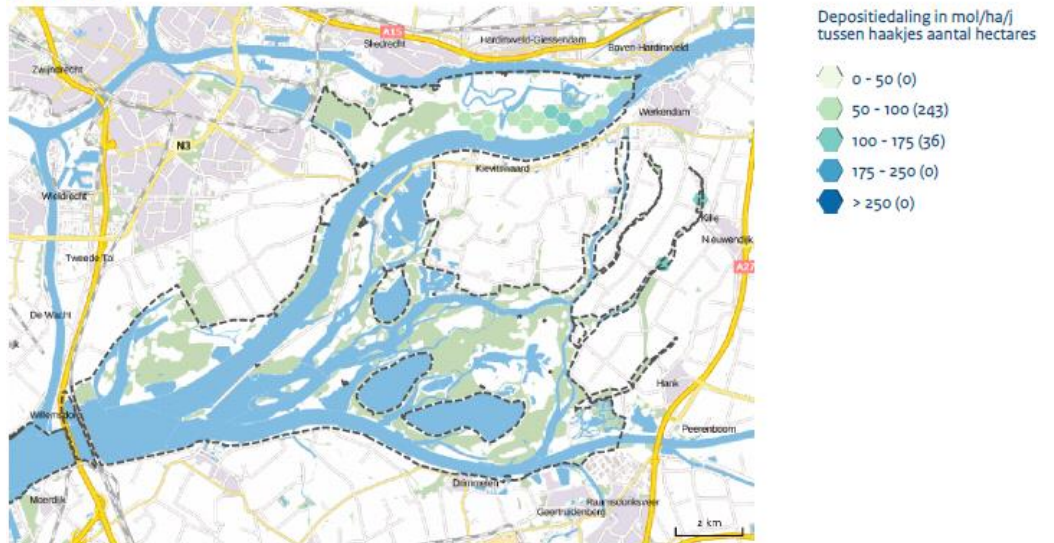 Depositiedaling in mol/ha/j
tussen haakjes aantal hectares
0 - 50 (0)
50 - 100 (243)
100 - 175 (36)
175 - 250 (0)
> 250 (0)
A15
Sliedrecht
Hardinxveld-Giessendam
Boven-Hardinxveld
Zwijndrecht
Werkendam
N3
Kievitswaard
Wieldrecht
Kille
Nieuwendijk
Tweede Tol
A27
De Wacht
Hank
Willemsdorp
Peerenboom
Drimmelen
Moerdijk
Raamsdonksveer
Geertruidenberg
2 km